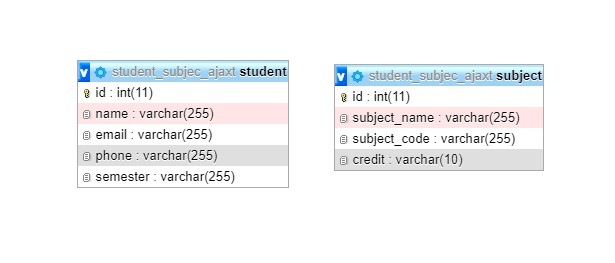 v student_subjec_ajaxt student
id : int(11)
name : varchar(255)
email : varchar(255)
phone : varchar(255)
semester : varchar(255)
v student_subjec_ajaxt subject
id : int(11)
subject_name : varchar(255)
subject_code : varchar(255)
credit : varchar(10)